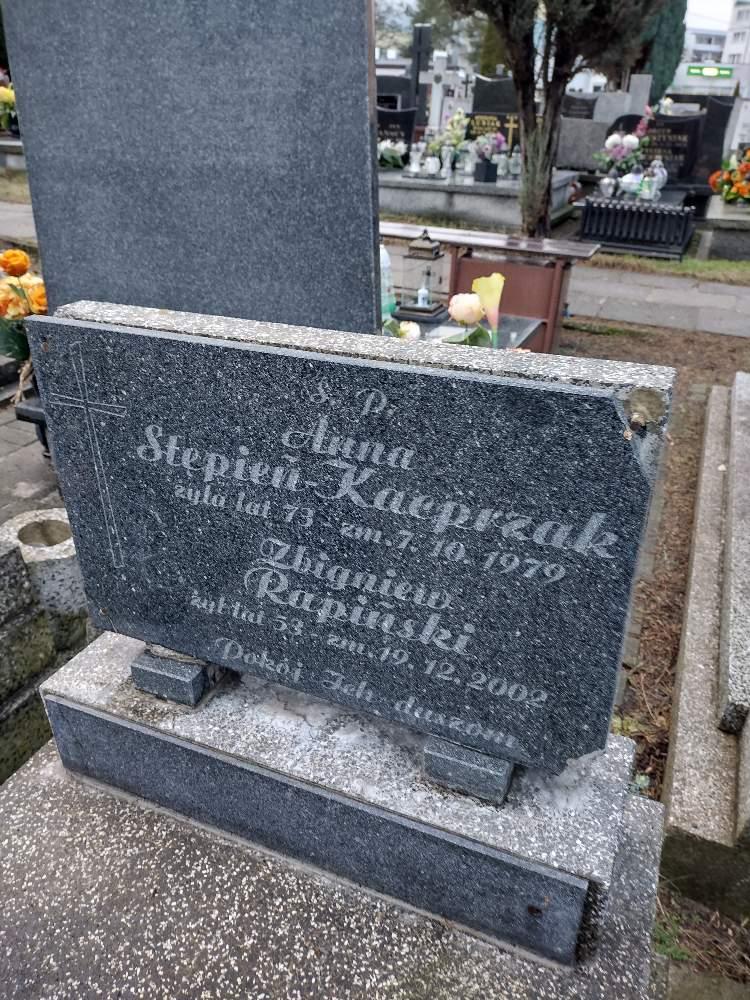 Ś. P.
Anna
Stępień-Kacprzak
żyła lat 73 - zm. 7. 10. 1979
Zbigniew
Rapiński
żył lat 53 - zm. 19. 12. 2002
Pokój Ich duszom